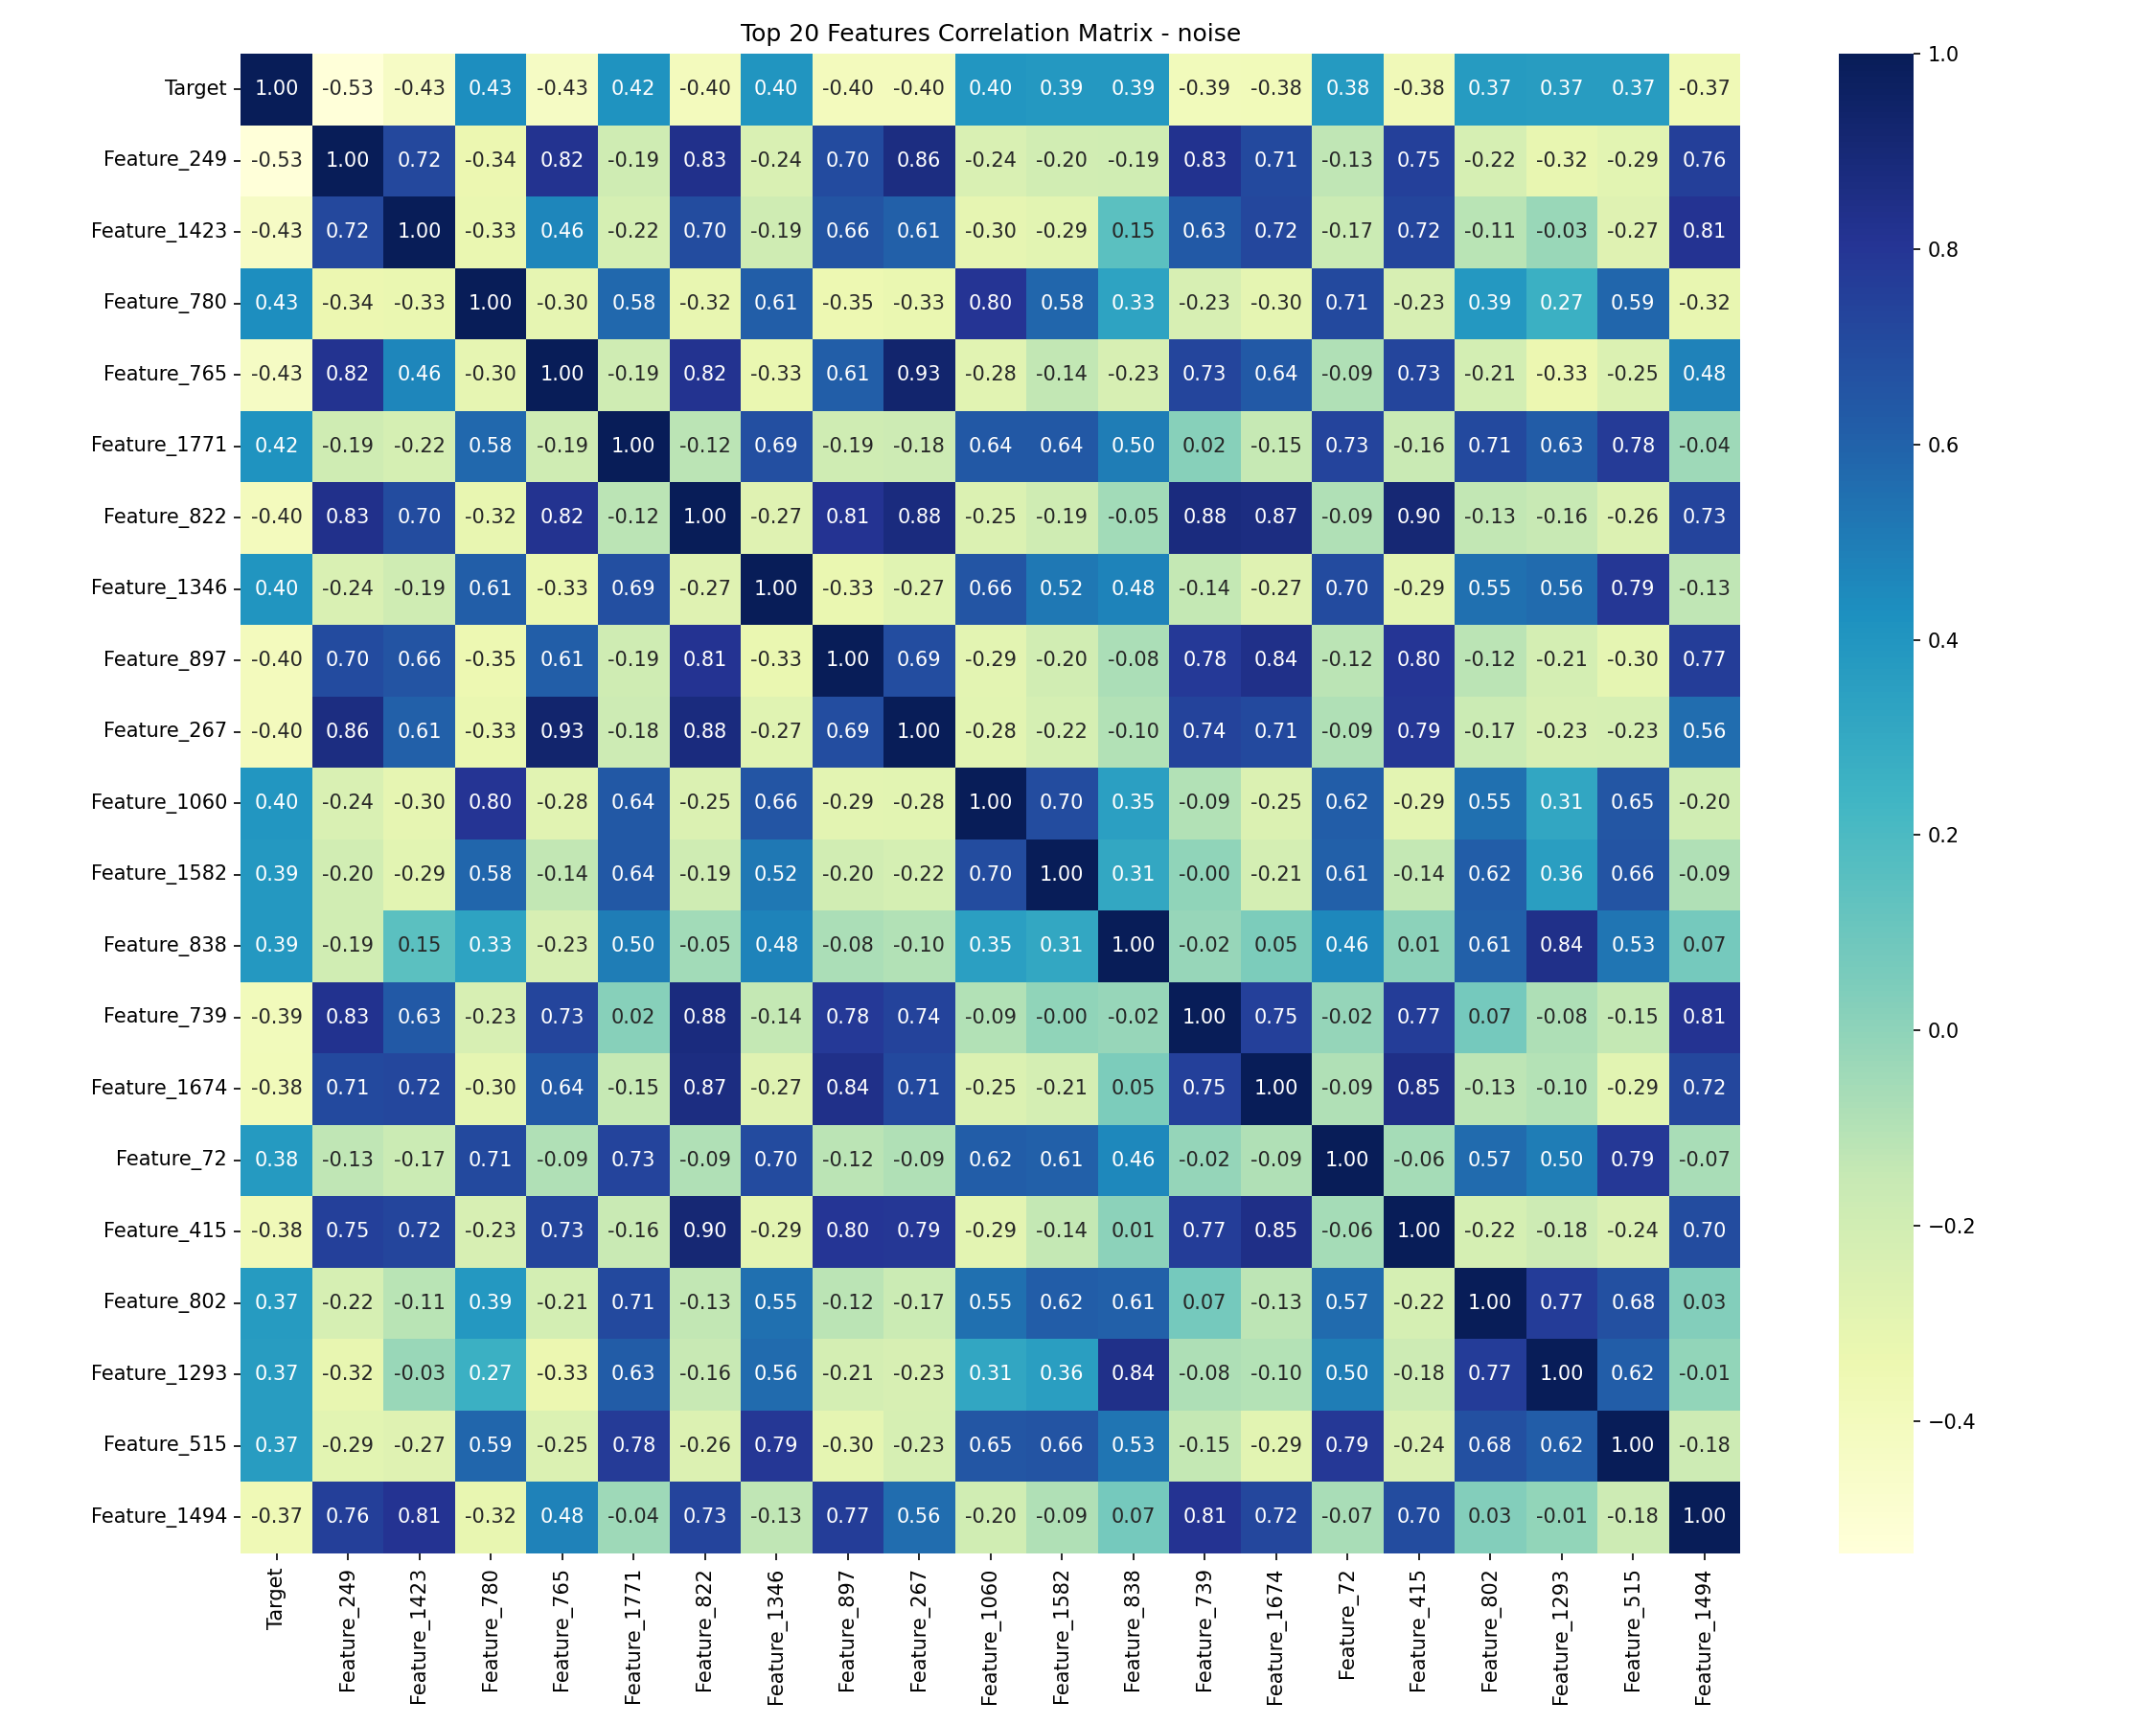 Top 20 Features Correlation Matrix - noise
Target 1.00 -0.53 -0.43 0.43 -0.43 0.42 -0.40 0.40 -0.40 -0.40 0.40 0.39 0.39 -0.39 -0.38 0.38 -0.38 0.37 0.37 0.37 -0.37
Feature_249 -0.53 1.00 0.72 -0.34 0.82 -0.19 0.83 -0.24 0.70 0.86 -0.24 -0.20 -0.19 0.83 0.71 -0.13 0.75 -0.22 -0.32 -0.29 0.76
Feature_1423 -0.43 0.72 1.00 -0.33 0.46 -0.22 0.70 -0.19 0.66 0.61 -0.30 -0.29 0.15 0.63 0.72 -0.17 0.72 -0.11 -0.03 -0.27 0.81
Feature_780 0.43 -0.34 -0.33 1.00 -0.30 0.58 -0.32 0.61 -0.35 -0.33 0.80 0.58 0.33 -0.23 -0.30 0.71 -0.23 0.39 0.27 0.59 -0.32
Feature_765 -0.43 0.82 0.46 -0.30 1.00 -0.19 0.82 -0.33 0.61 0.93 -0.28 -0.14 -0.23 0.73 0.64 -0.09 0.73 -0.21 -0.33 -0.25 0.48
Feature_1771 0.42 -0.19 -0.22 0.58 -0.19 1.00 -0.12 0.69 -0.19 -0.18 0.64 0.64 0.50 0.02 -0.15 0.73 -0.16 0.71 0.63 0.78 -0.04
Feature_822 -0.40 0.83 0.70 -0.32 0.82 -0.12 1.00 -0.27 0.81 0.88 -0.25 -0.19 -0.05 0.88 0.87 -0.09 0.90 -0.13 -0.16 -0.26 0.73
Feature_1346 0.40 -0.24 -0.19 0.61 -0.33 0.69 -0.27 1.00 -0.33 -0.27 0.66 0.52 0.48 -0.14 -0.27 0.70 -0.29 0.55 0.56 0.79 -0.13
Feature_897 -0.40 0.70 0.66 -0.35 0.61 -0.19 0.81 -0.33 1.00 0.69 -0.29 -0.20 -0.08 0.78 0.84 -0.12 0.80 -0.12 -0.21 -0.30 0.77
Feature_267 -0.40 0.86 0.61 -0.33 0.93 -0.18 0.88 -0.27 0.69 1.00 -0.28 -0.22 -0.10 0.74 0.71 -0.09 0.79 -0.17 -0.23 -0.23 0.56
Feature_1060 0.40 -0.24 -0.30 0.80 -0.28 0.64 -0.25 0.66 -0.29 -0.28 1.00 0.70 0.35 -0.09 -0.25 0.62 -0.29 0.55 0.31 0.65 -0.20
Feature_1582 0.39 -0.20 -0.29 0.58 -0.14 0.64 -0.19 0.52 -0.20 -0.22 0.70 1.00 0.31 -0.00 -0.21 0.61 -0.14 0.62 0.36 0.66 -0.09
Feature_838 0.39 -0.19 0.15 0.33 -0.23 0.50 -0.05 0.48 -0.08 -0.10 0.35 0.31 1.00 -0.02 0.05 0.46 0.01 0.61 0.84 0.53 0.07
Feature_739 -0.39 0.83 0.63 -0.23 0.73 0.02 0.88 -0.14 0.78 0.74 -0.09 -0.00 -0.02 1.00 0.75 -0.02 0.77 0.07 -0.08 -0.15 0.81
Feature_1674 -0.38 0.71 0.72 -0.30 0.64 -0.15 0.87 -0.27 0.84 0.71 -0.25 -0.21 0.05 0.75 1.00 -0.09 0.85 -0.13 -0.10 -0.29 0.72
Feature_72 0.38 -0.13 -0.17 0.71 -0.09 0.73 -0.09 0.70 -0.12 -0.09 0.62 0.61 0.46 -0.02 -0.09 1.00 -0.06 0.57 0.50 0.79 -0.07
Feature_415 -0.38 0.75 0.72 -0.23 0.73 -0.16 0.90 -0.29 0.80 0.79 -0.29 -0.14 0.01 0.77 0.85 -0.06 1.00 -0.22 -0.18 -0.24 0.70
Feature_802 0.37 -0.22 -0.11 0.39 -0.21 0.71 -0.13 0.55 -0.12 -0.17 0.55 0.62 0.61 0.07 -0.13 0.57 -0.22 1.00 0.77 0.68 0.03
Feature_1293 0.37 -0.32 -0.03 0.27 -0.33 0.63 -0.16 0.56 -0.21 -0.23 0.31 0.36 0.84 -0.08 -0.10 0.50 -0.18 0.77 1.00 0.62 -0.01
Feature_515 0.37 -0.29 -0.27 0.59 -0.25 0.78 -0.26 0.79 -0.30 -0.23 0.65 0.66 0.53 -0.15 -0.29 0.79 -0.24 0.68 0.62 1.00 -0.18
Feature_1494 -0.37 0.76 0.81 -0.32 0.48 -0.04 0.73 -0.13 0.77 0.56 -0.20 -0.09 0.07 0.81 0.72 -0.07 0.70 0.03 -0.01 -0.18 1.00
Target Feature_249 Feature_1423 Feature_780 Feature_765 Feature_1771 Feature_822 Feature_1346 Feature_897 Feature_267 Feature_1060 Feature_1582 Feature_838 Feature_739 Feature_1674 Feature_72 Feature_415 Feature_802 Feature_1293 Feature_515 Feature_1494
1.0
0.8
0.6
0.4
0.2
0.0
−0.2
−0.4